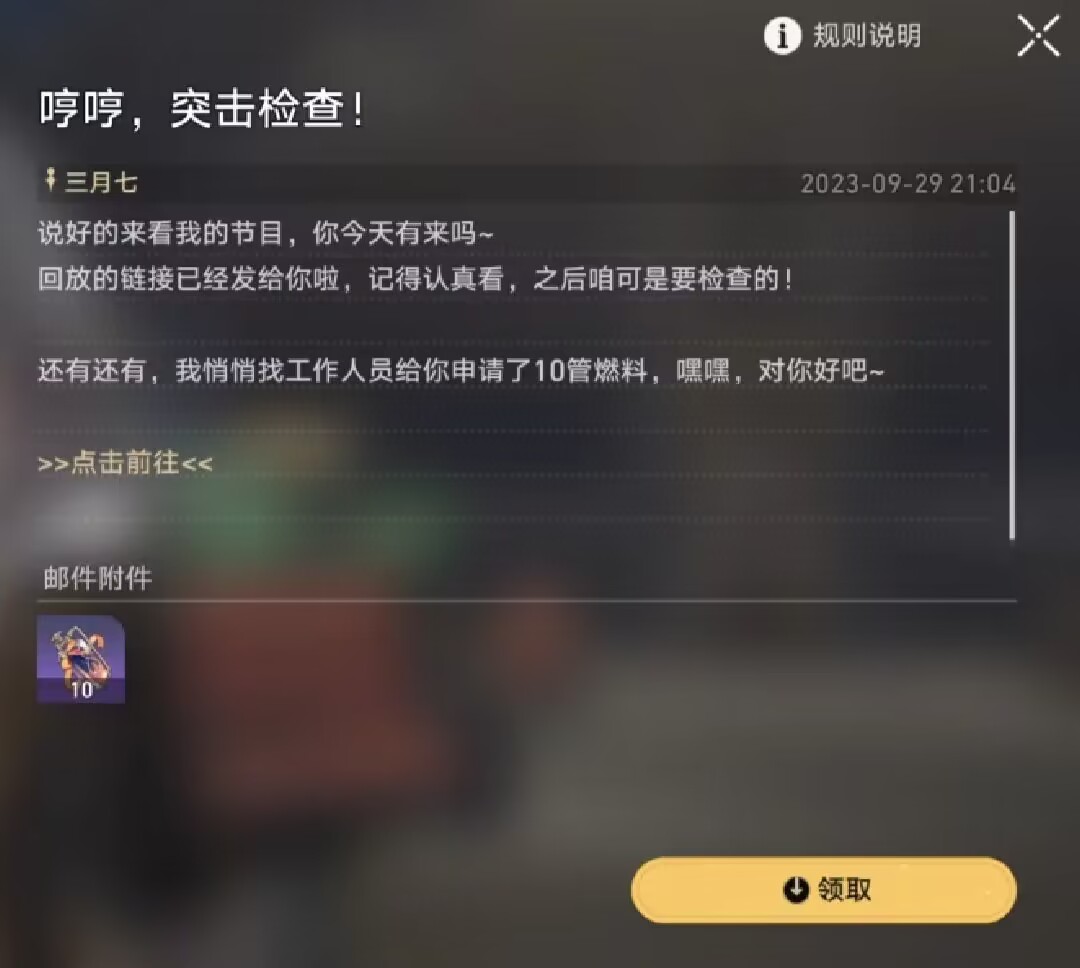 规则说明
哼哼，突击检查！
三月七
2023-09-29 21:04
说好的来看我的节目，你今天有来吗~
回放的链接已经发给你啦，记得认真看，之后咱可是要检查的！
还有还有，我悄悄找工作人员给你申请了10管燃料，嘿嘿，对你好吧~
>>点击前往<<
邮件附件
10
领取